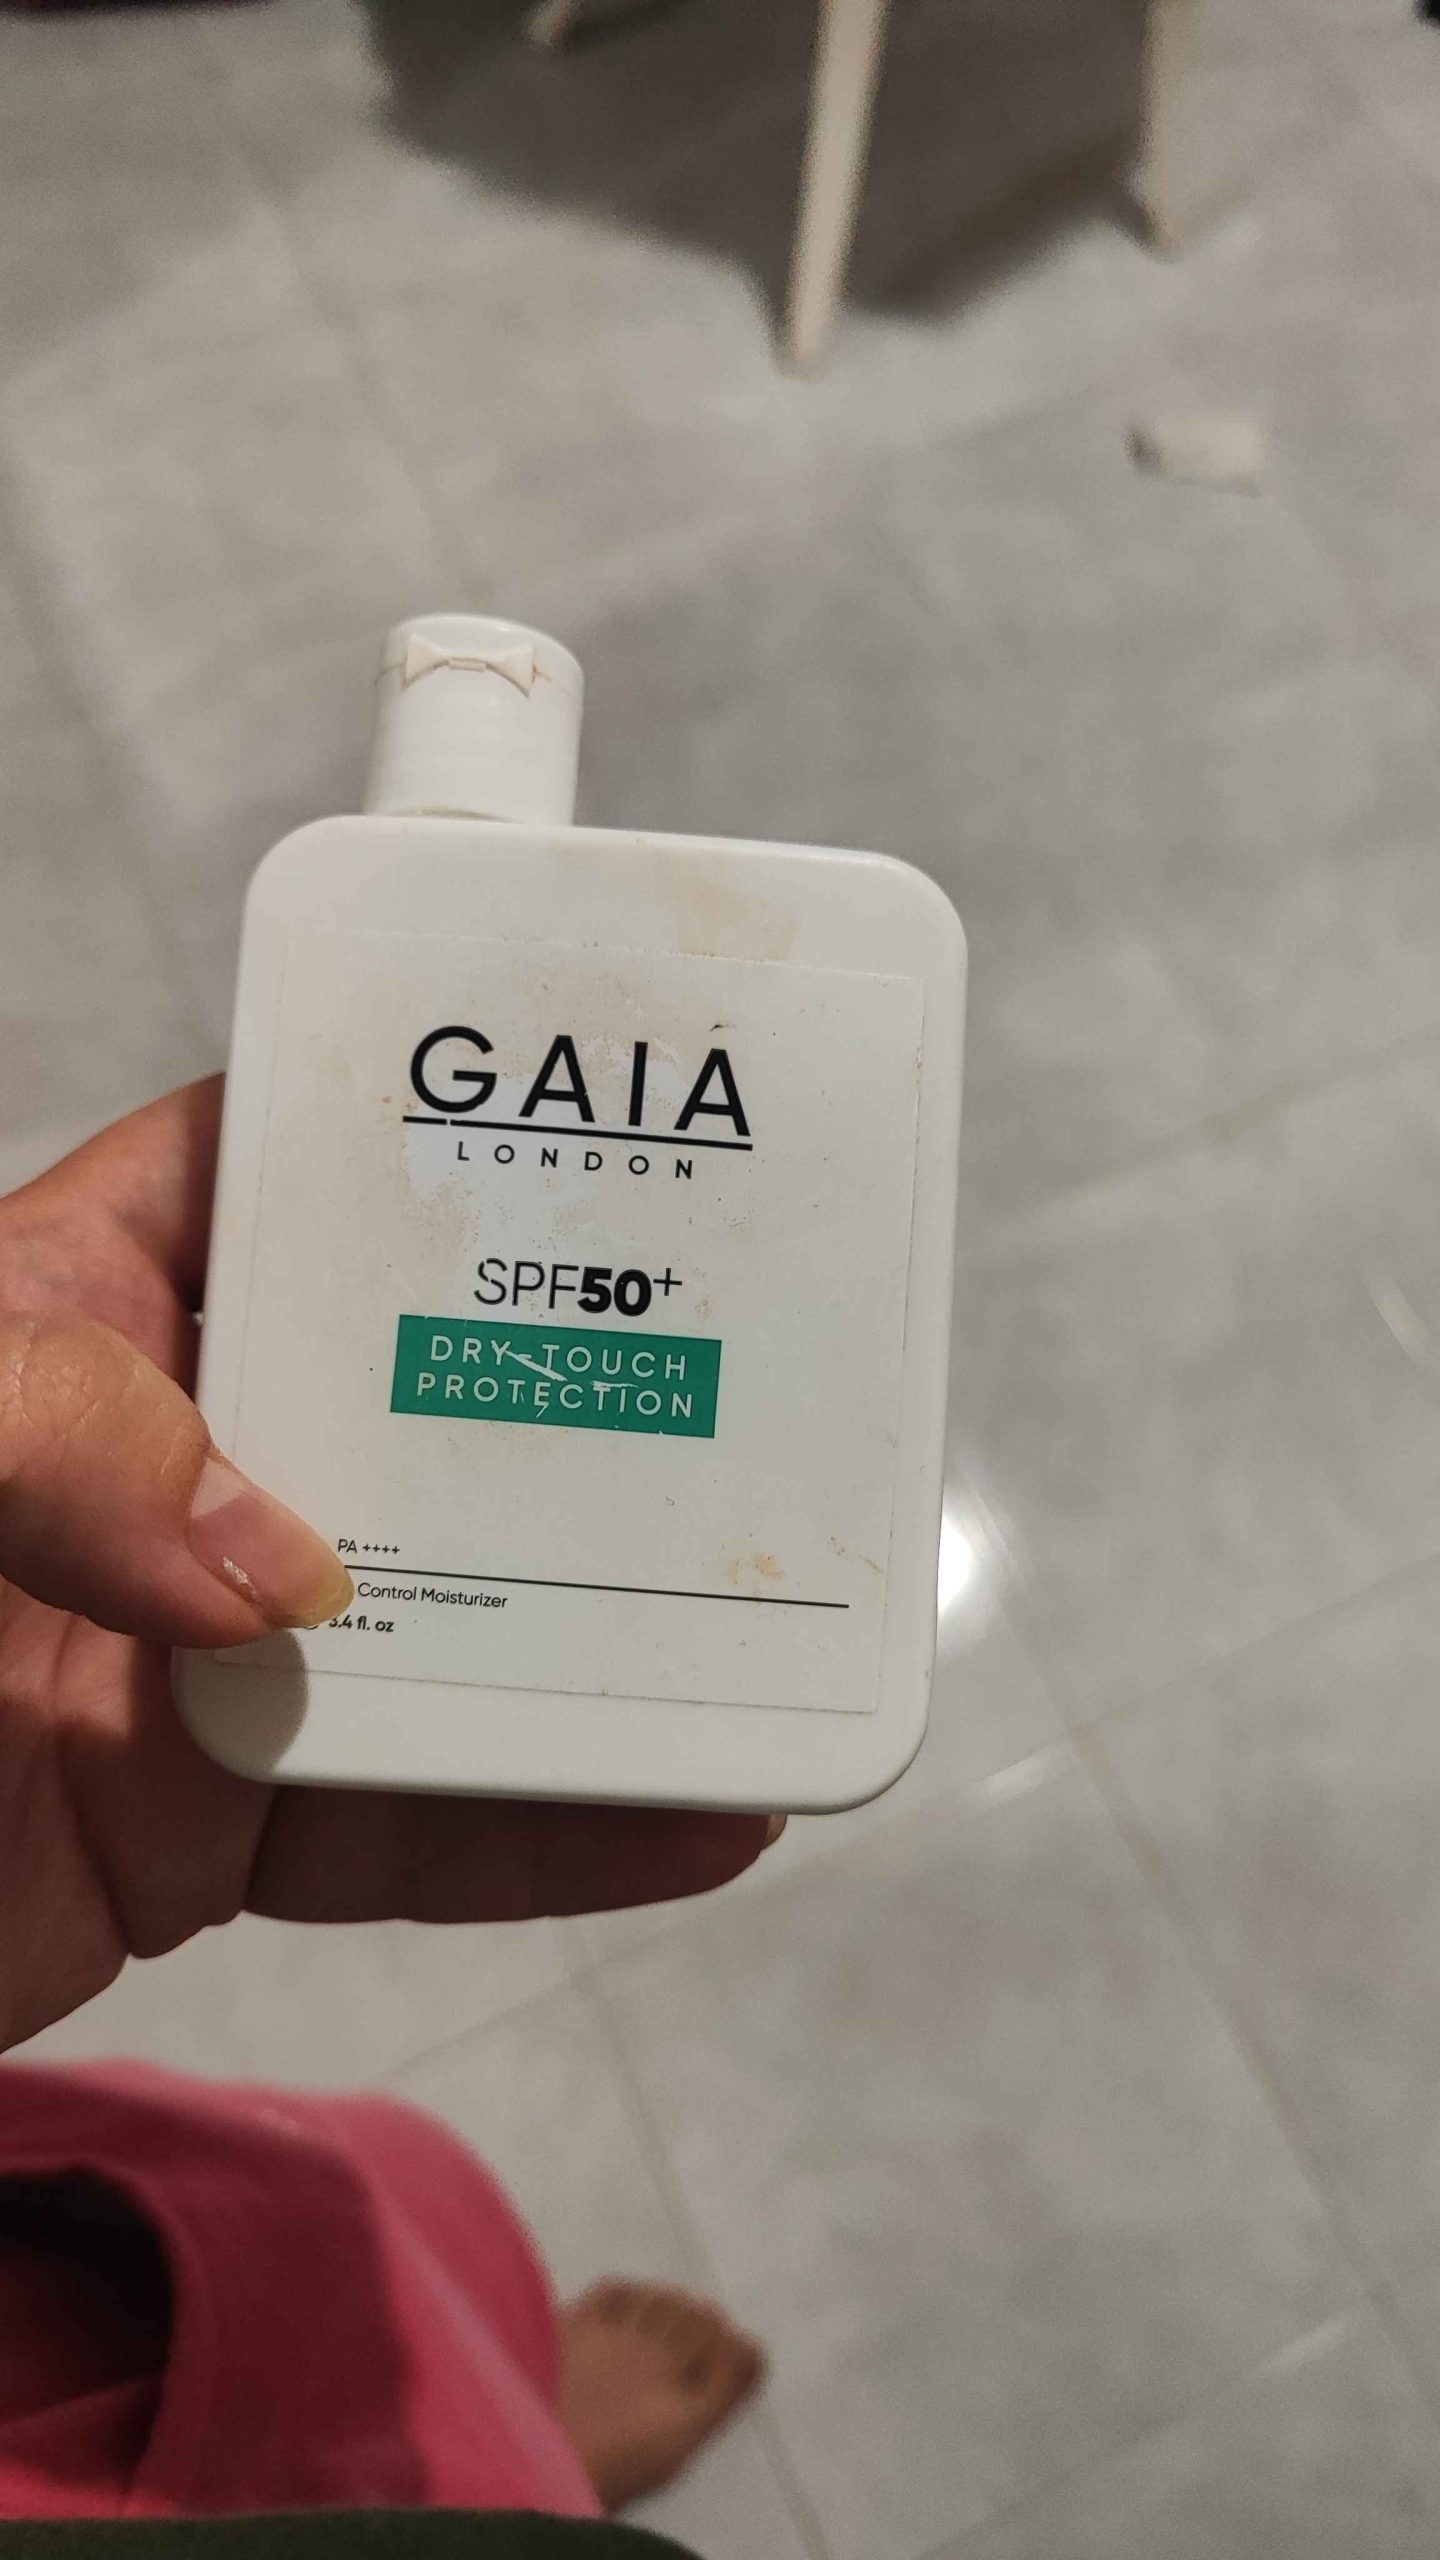 GAIA
LONDON
SPF50+
DRY-TOUCH
PROTECTION
PA ++++
Control Moisturizer
3.4 fl. oz